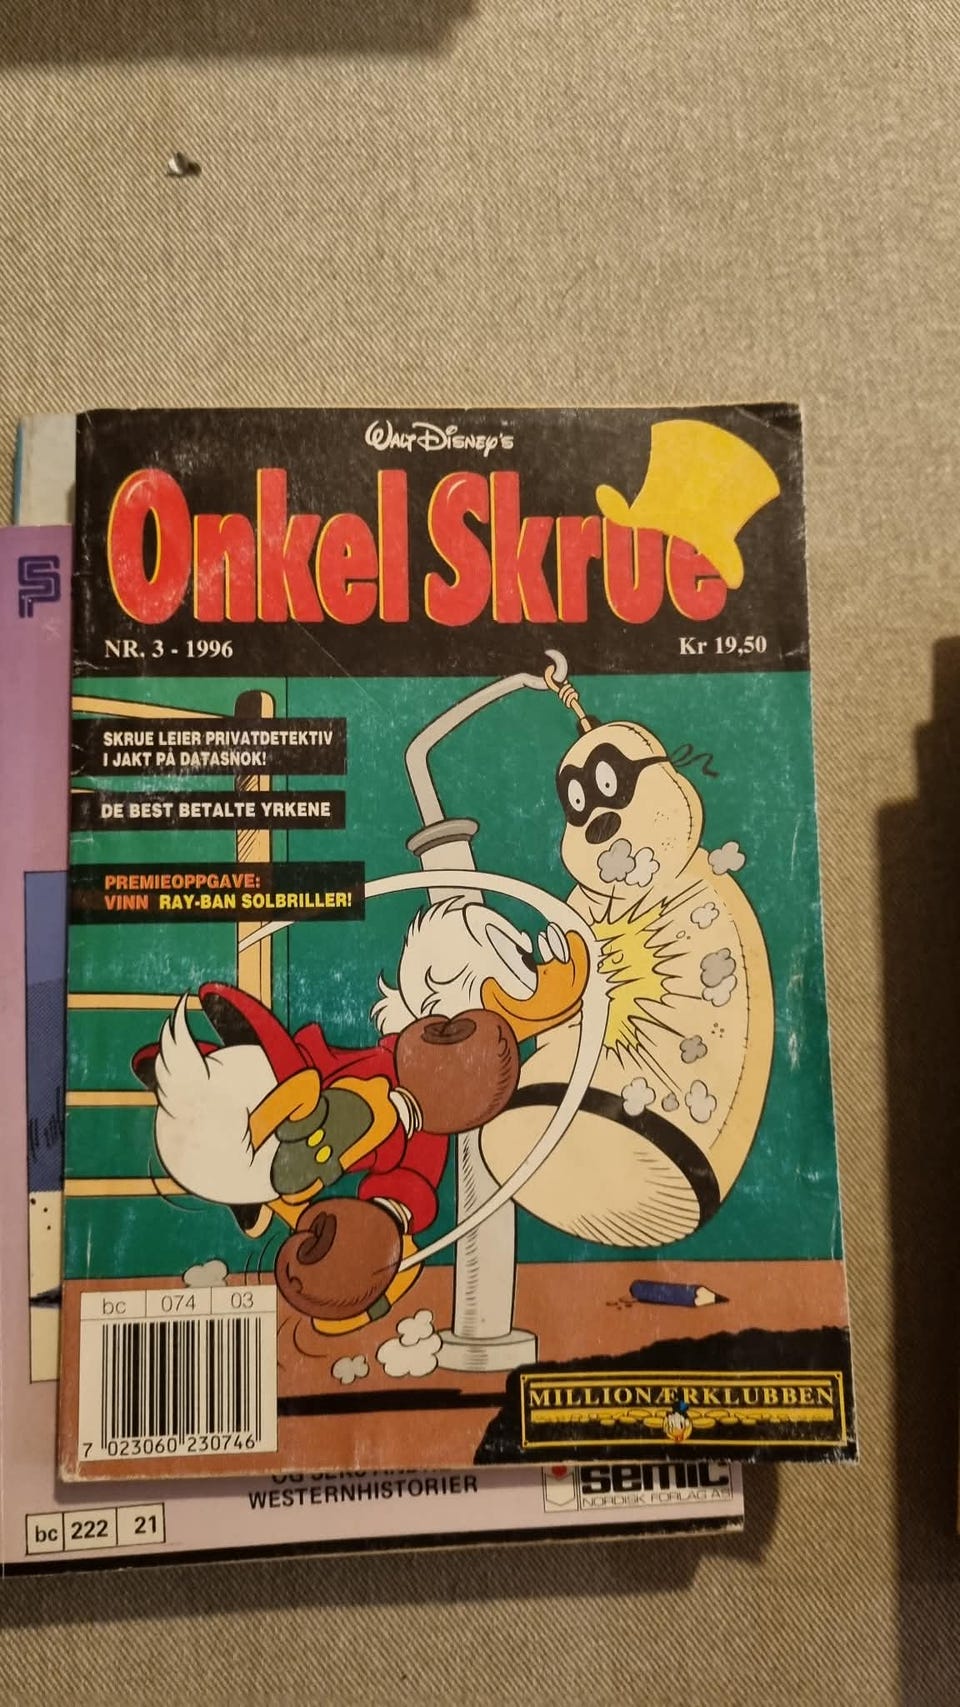 WALT DISNEY'S
Onkel Skrue
NR. 3 - 1996
Kr 19,50
SKRUE LEIER PRIVATDETEKTIV
I JAKT PÅ DATASNOK!
DE BEST BETALTE YRKENE
PREMIEOPPGAVE:
VINN RAY-BAN SOLBRILLER!
bc 074 03
7 023060 230746
MILLIONÆRKLUBBEN
WESTERNHISTORIER
semic
NORDISK FORLAG A/S
bc 222 21